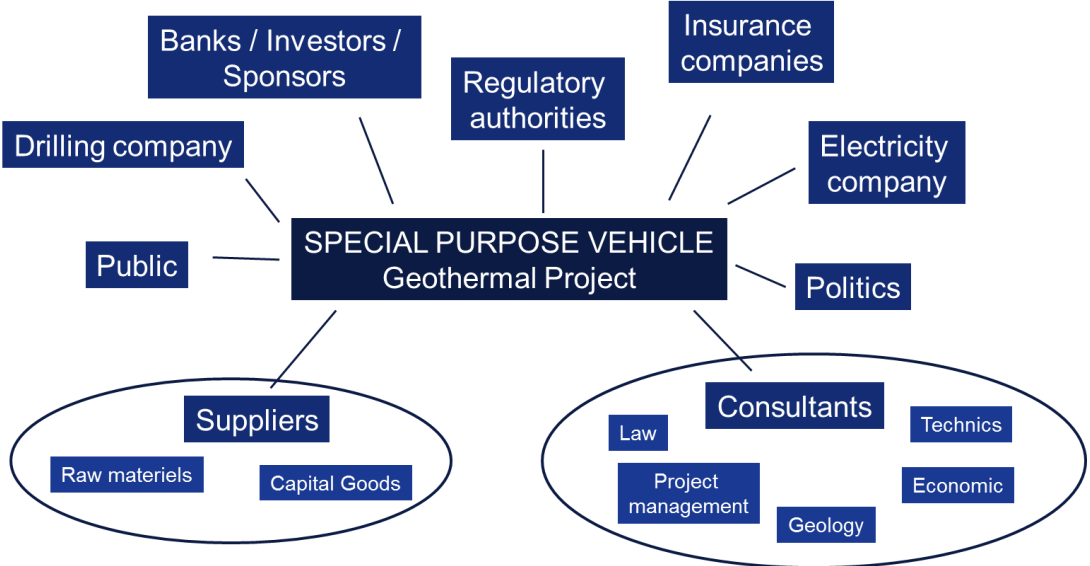 Banks / Investors /
Sponsors
Regulatory
authorities
Insurance
companies
Drilling company
Electricity
company
Public
SPECIAL PURPOSE VEHICLE
Geothermal Project
Politics
Suppliers
Raw materiels
Capital Goods
Consultants
Law
Technics
Project
management
Economic
Geology